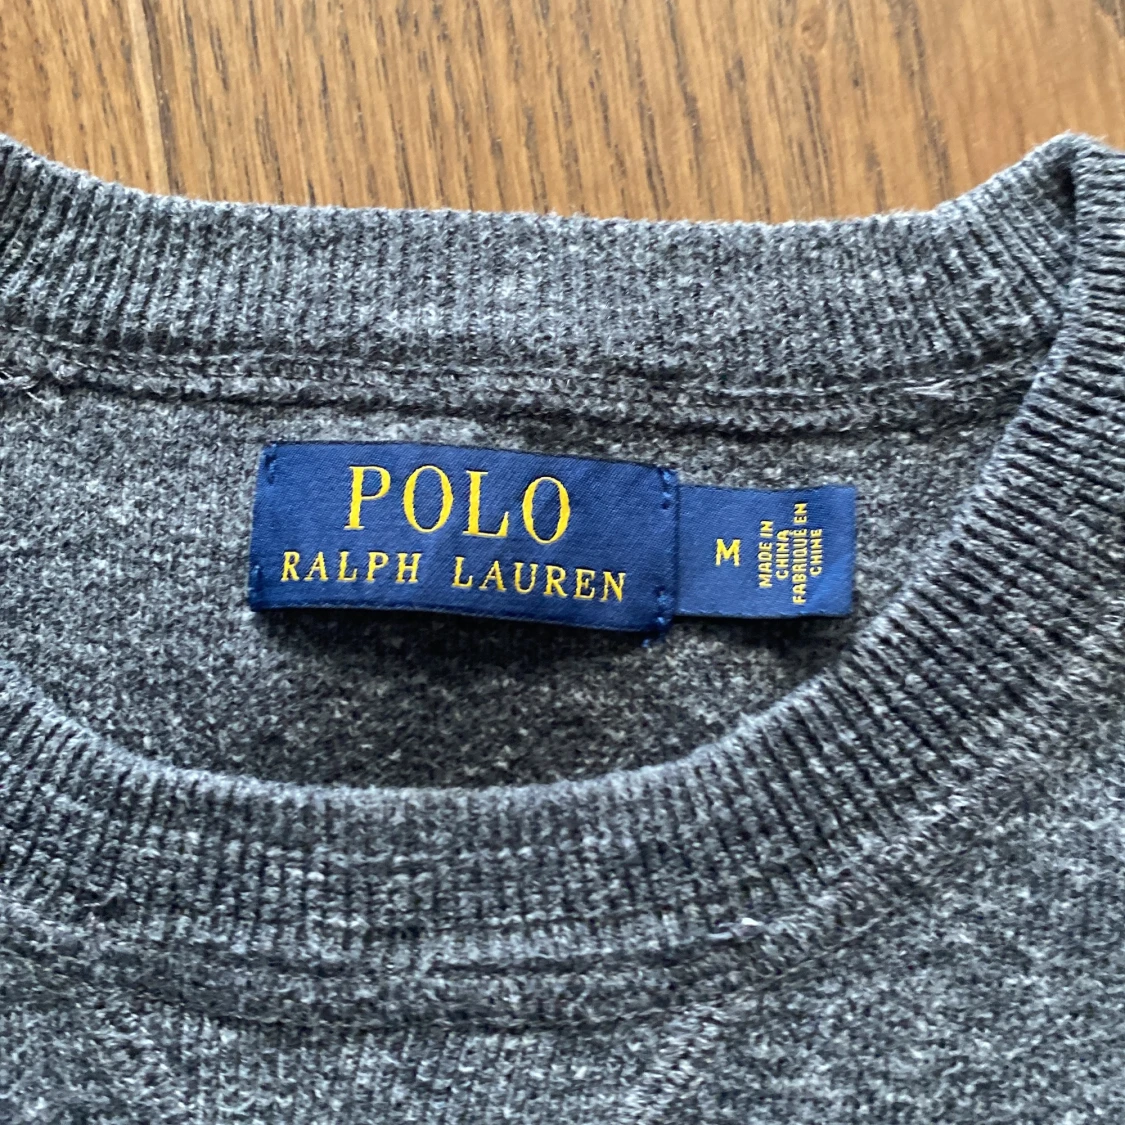 POLO
RALPH LAUREN
M
MADE IN
CHINA
FABRIQUÉ EN
CHINE